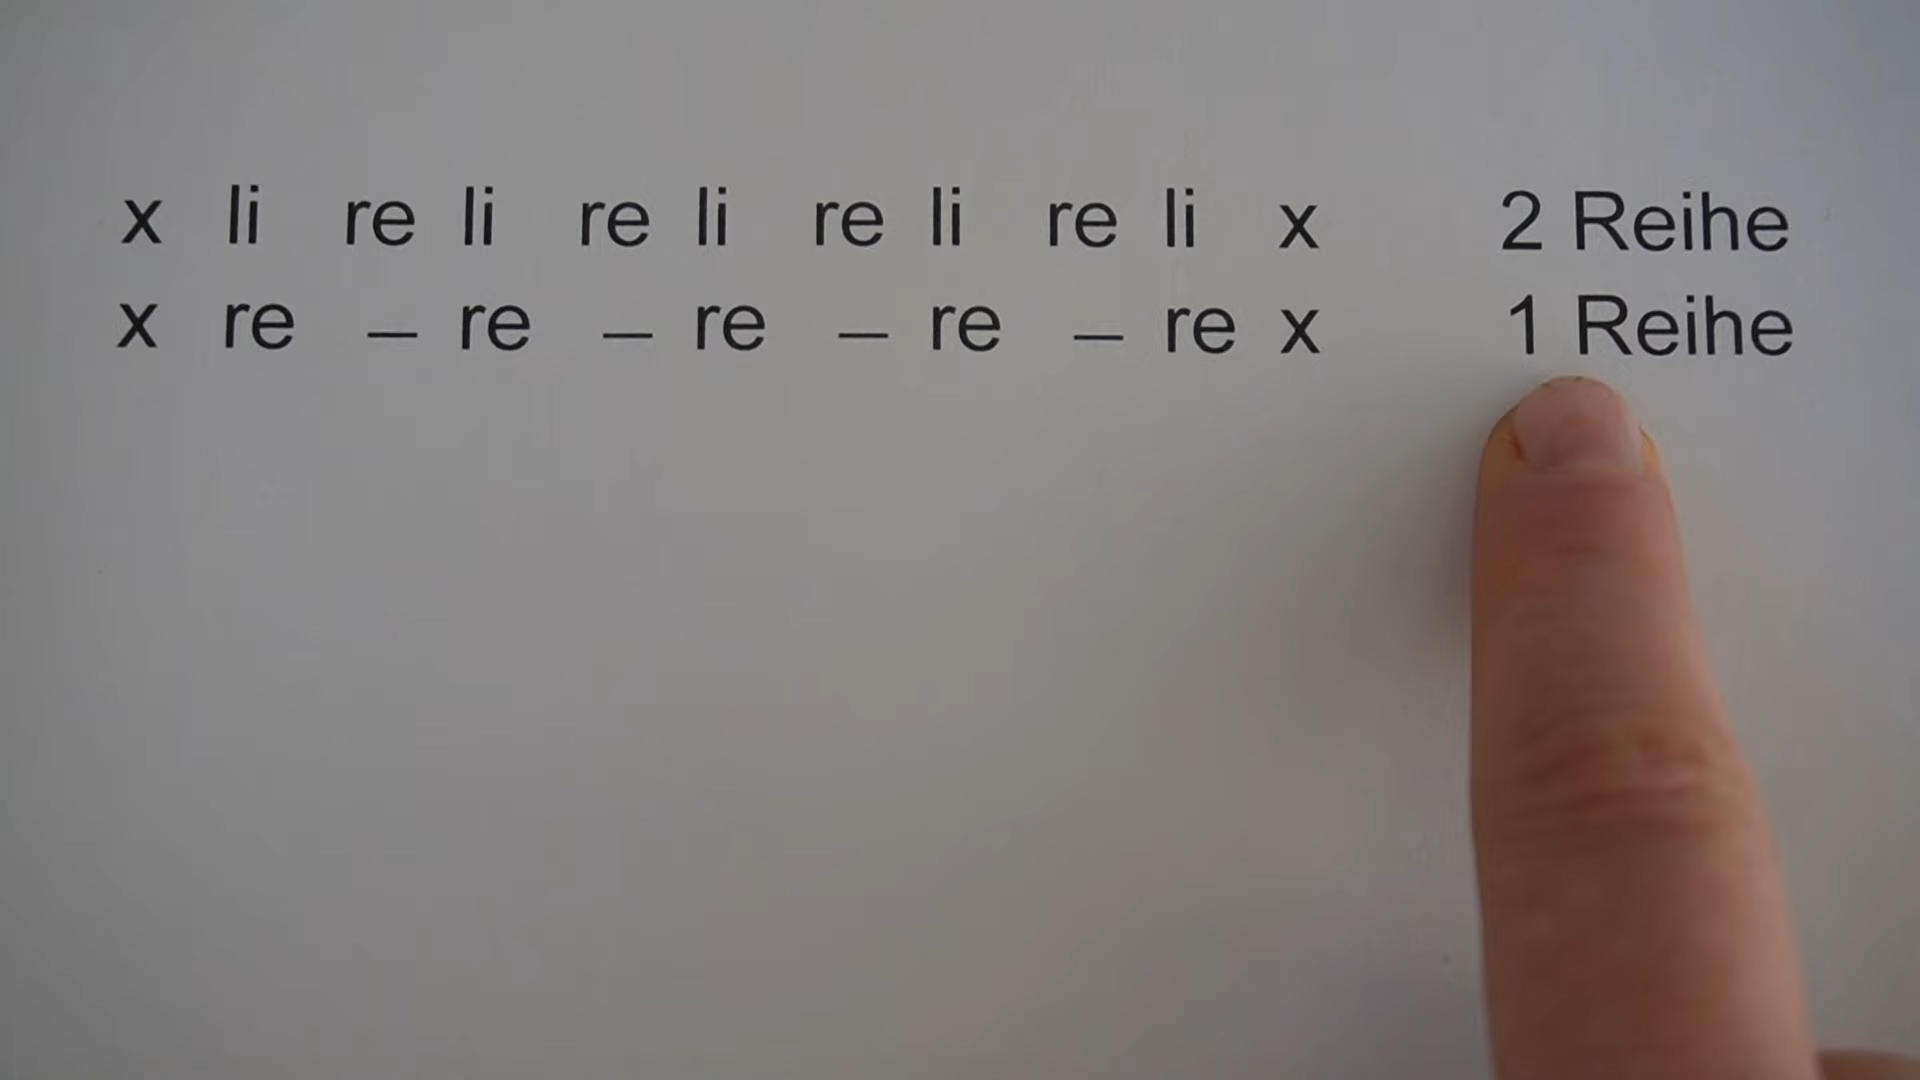 x li re li re li re li re li x 2 Reihe
x re – re – re – re – re x 1 Reihe